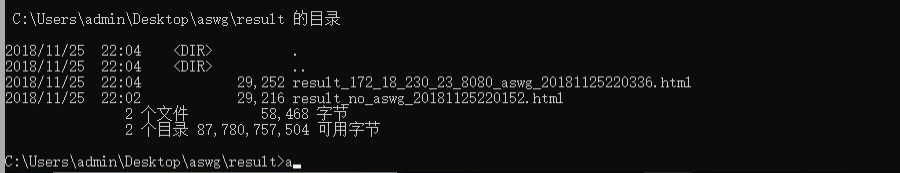 C:\Users\admin\Desktop\aswg\result 的目录
2018/11/25  22:04    <DIR>          .
2018/11/25  22:04    <DIR>          ..
2018/11/25  22:04            29,252 result_172_18_230_23_8080_aswg_20181125220336.html
2018/11/25  22:02            29,216 result_no_aswg_20181125220152.html
2 个文件         58,468 字节
2 个目录 87,780,757,504 可用字节
C:\Users\admin\Desktop\aswg\result>a